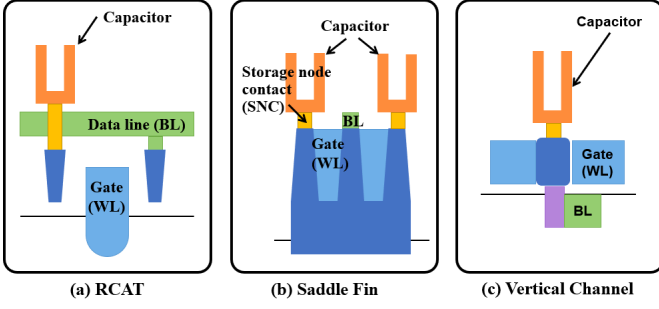 Capacitor
Data line (BL)
Gate
(WL)
(a) RCAT
Capacitor
Storage node
contact
(SNC)
BL
Gate
(WL)
(b) Saddle Fin
Capacitor
Gate
(WL)
BL
(c) Vertical Channel